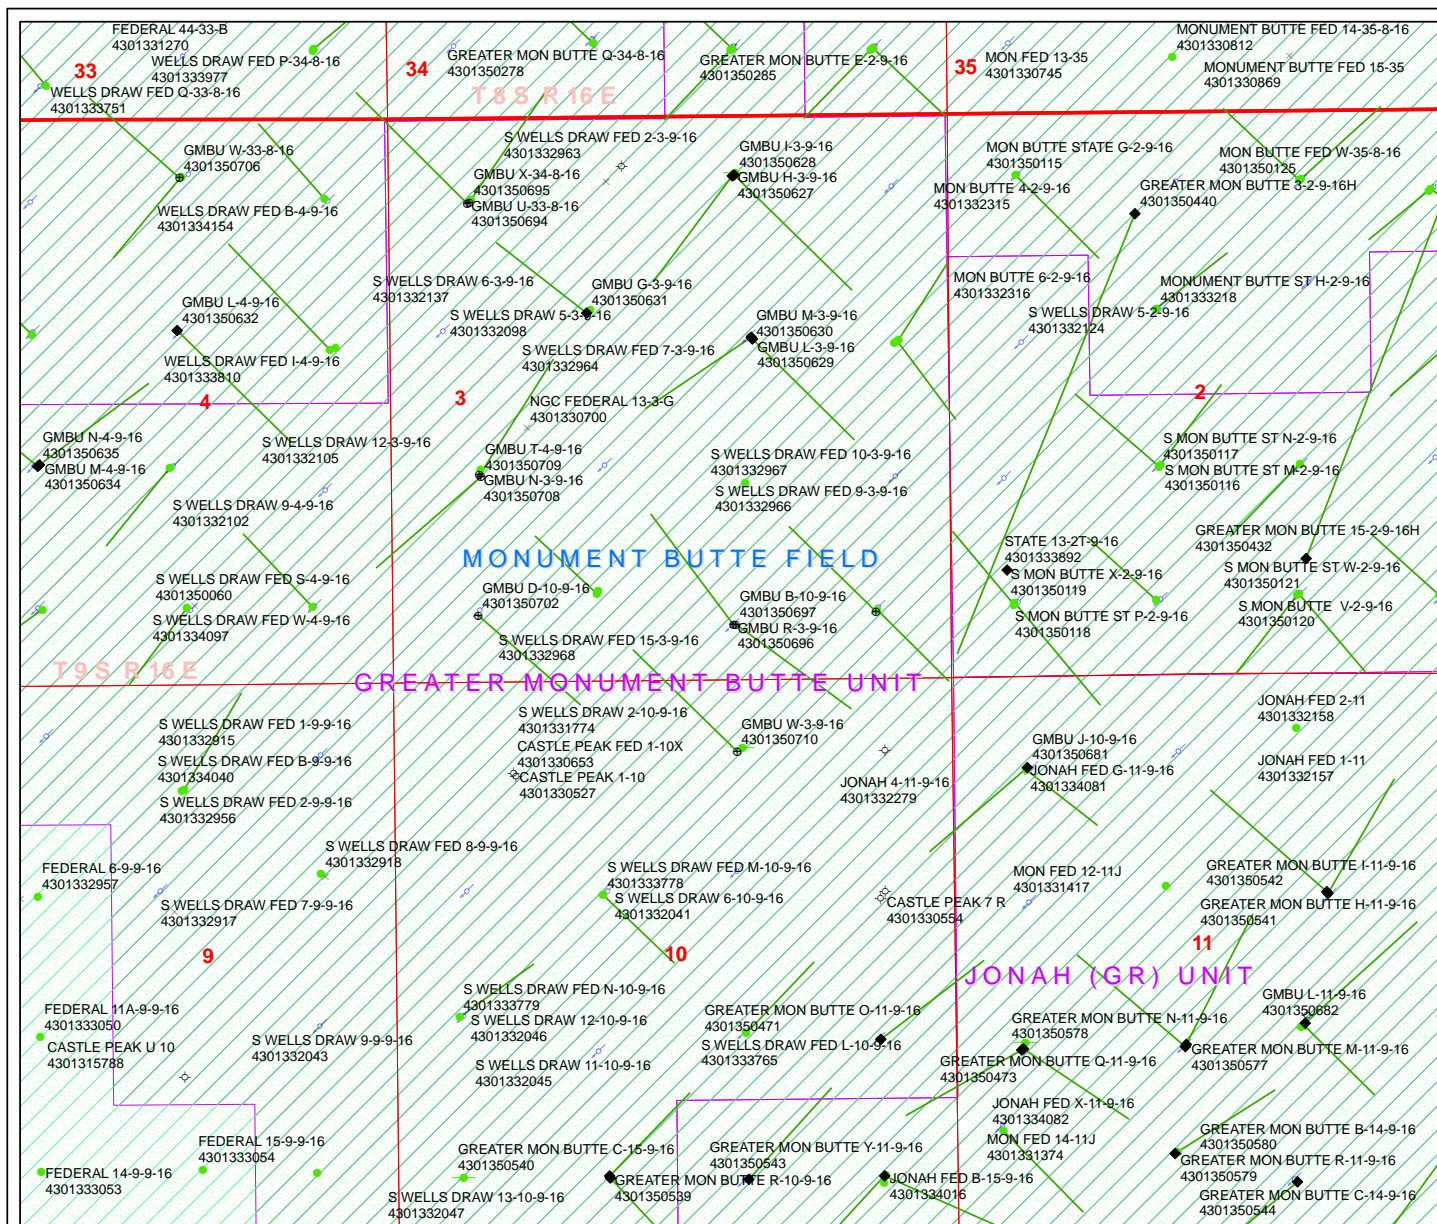 FEDERAL 44-33-B
4301331270
WELLS DRAW FED P-34-8-16
4301333977
33
WELLS DRAW FED Q-33-8-16
4301333751
34
GREATER MON BUTTE Q-34-8-16
4301350278
GREATER MON BUTTE E-2-9-16
4301350285
T 8 S R 16 E
35
MON FED 13-35
4301330745
MONUMENT BUTTE FED 14-35-8-16
4301330812
MONUMENT BUTTE FED 15-35
4301330869
GMBU W-33-8-16
4301350706
WELLS DRAW FED B-4-9-16
4301334154
S WELLS DRAW FED 2-3-9-16
4301332963
GMBU X-34-8-16
4301350695
GMBU U-33-8-16
4301350694
GMBU I-3-9-16
4301350628
GMBU H-3-9-16
4301350627
MON BUTTE STATE G-2-9-16
4301350115
MON BUTTE 4-2-9-16
4301332315
MON BUTTE FED W-35-8-16
4301350125
GREATER MON BUTTE 3-2-9-16H
4301350440
GMBU L-4-9-16
4301350632
WELLS DRAW FED I-4-9-16
4301333810
4
S WELLS DRAW 6-3-9-16
4301332137
S WELLS DRAW 5-3-9-16
4301332098
GMBU G-3-9-16
4301350631
S WELLS DRAW FED 7-3-9-16
4301332964
GMBU M-3-9-16
4301350630
GMBU L-3-9-16
4301350629
3
NGC FEDERAL 13-3-G
4301330700
MON BUTTE 6-2-9-16
4301332316
S WELLS DRAW 5-2-9-16
4301332124
MONUMENT BUTTE ST H-2-9-16
4301333218
2
GMBU N-4-9-16
4301350635
GMBU M-4-9-16
4301350634
S WELLS DRAW 12-3-9-16
4301332105
S WELLS DRAW 9-4-9-16
4301332102
GMBU T-4-9-16
4301350709
GMBU N-3-9-16
4301350708
S WELLS DRAW FED 10-3-9-16
4301332967
S WELLS DRAW FED 9-3-9-16
4301332966
S MON BUTTE ST N-2-9-16
4301350117
S MON BUTTE ST M-2-9-16
4301350116
MONUMENT BUTTE FIELD
STATE 13-2T-9-16
4301333892
S MON BUTTE X-2-9-16
4301350119
S MON BUTTE ST P-2-9-16
4301350118
GREATER MON BUTTE 15-2-9-16H
4301350432
S MON BUTTE ST W-2-9-16
4301350121
S MON BUTTE V-2-9-16
4301350120
S WELLS DRAW FED S-4-9-16
4301350060
S WELLS DRAW FED W-4-9-16
4301334097
GMBU D-10-9-16
4301350702
S WELLS DRAW FED 15-3-9-16
4301332968
GMBU B-10-9-16
4301350697
GMBU R-3-9-16
4301350696
T 9 S R 16 E
GREATER MONUMENT BUTTE UNIT
S WELLS DRAW FED 1-9-9-16
4301332915
S WELLS DRAW FED B-9-9-16
4301334040
S WELLS DRAW FED 2-9-9-16
4301332956
S WELLS DRAW 2-10-9-16
4301331774
CASTLE PEAK FED 1-10X
4301330653
CASTLE PEAK 1-10
4301330527
GMBU W-3-9-16
4301350710
JONAH 4-11-9-16
4301332279
GMBU J-10-9-16
4301350681
JONAH FED G-11-9-16
4301334081
JONAH FED 2-11
4301332158
JONAH FED 1-11
4301332157
FEDERAL 6-9-9-16
4301332957
S WELLS DRAW FED 8-9-9-16
4301332918
S WELLS DRAW FED 7-9-9-16
4301332917
9
S WELLS DRAW FED M-10-9-16
4301333778
S WELLS DRAW 6-10-9-16
4301332041
10
CASTLE PEAK 7 R
4301330554
MON FED 12-11J
4301331417
GREATER MON BUTTE I-11-9-16
4301350542
GREATER MON BUTTE H-11-9-16
4301350541
11
JONAH (GR) UNIT
FEDERAL 11A-9-9-16
4301333050
CASTLE PEAK U 10
4301315788
S WELLS DRAW 9-9-9-16
4301332043
S WELLS DRAW FED N-10-9-16
4301333779
S WELLS DRAW 12-10-9-16
4301332046
S WELLS DRAW 11-10-9-16
4301332045
GREATER MON BUTTE O-11-9-16
4301350471
S WELLS DRAW FED L-10-9-16
4301333765
GREATER MON BUTTE N-11-9-16
4301350578
GREATER MON BUTTE Q-11-9-16
4301350473
GMBU L-11-9-16
4301350682
GREATER MON BUTTE M-11-9-16
4301350577
JONAH FED X-11-9-16
4301334082
MON FED 14-11J
4301331374
FEDERAL 15-9-9-16
4301333054
FEDERAL 14-9-9-16
4301333053
GREATER MON BUTTE C-15-9-16
4301350540
S WELLS DRAW 13-10-9-16
4301332047
GREATER MON BUTTE R-10-9-16
4301350539
GREATER MON BUTTE Y-11-9-16
4301350543
JONAH FED B-15-9-16
4301334016
GREATER MON BUTTE B-14-9-16
4301350580
GREATER MON BUTTE R-11-9-16
4301350579
GREATER MON BUTTE C-14-9-16
4301350544